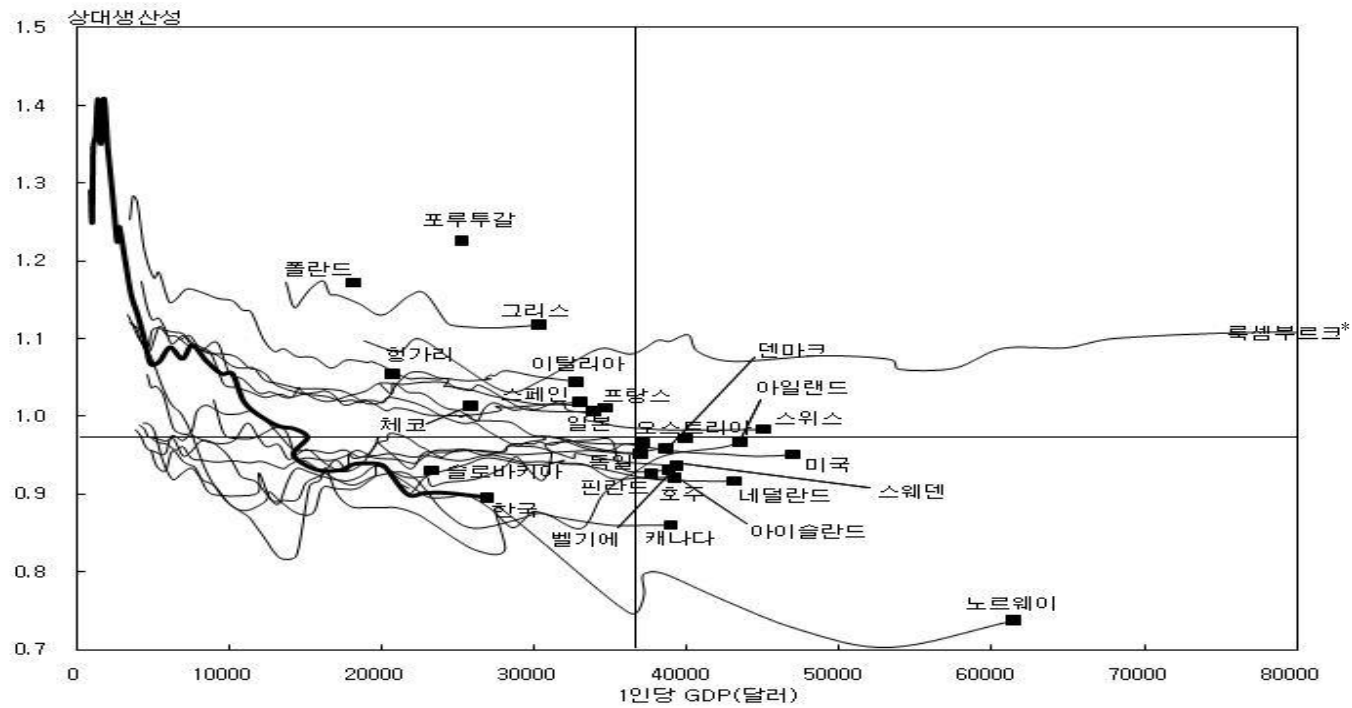 상대생산성
1.5
1.4
1.3
포루투갈
1.2
폴란드
그리스
룩셈부르크*
1.1
헝가리
이탈리아
덴마크
아일랜드
스페인
프랑스
1.0
체코
일본
오스트리아
스위스
슬로바키아
독일
미국
핀란드
호주
네덜란드
스웨덴
0.9
한국
벨기에
캐나다
아이슬란드
0.8
노르웨이
0.7
0 10000 20000 30000 40000 50000 60000 70000 80000
1인당 GDP(달러)